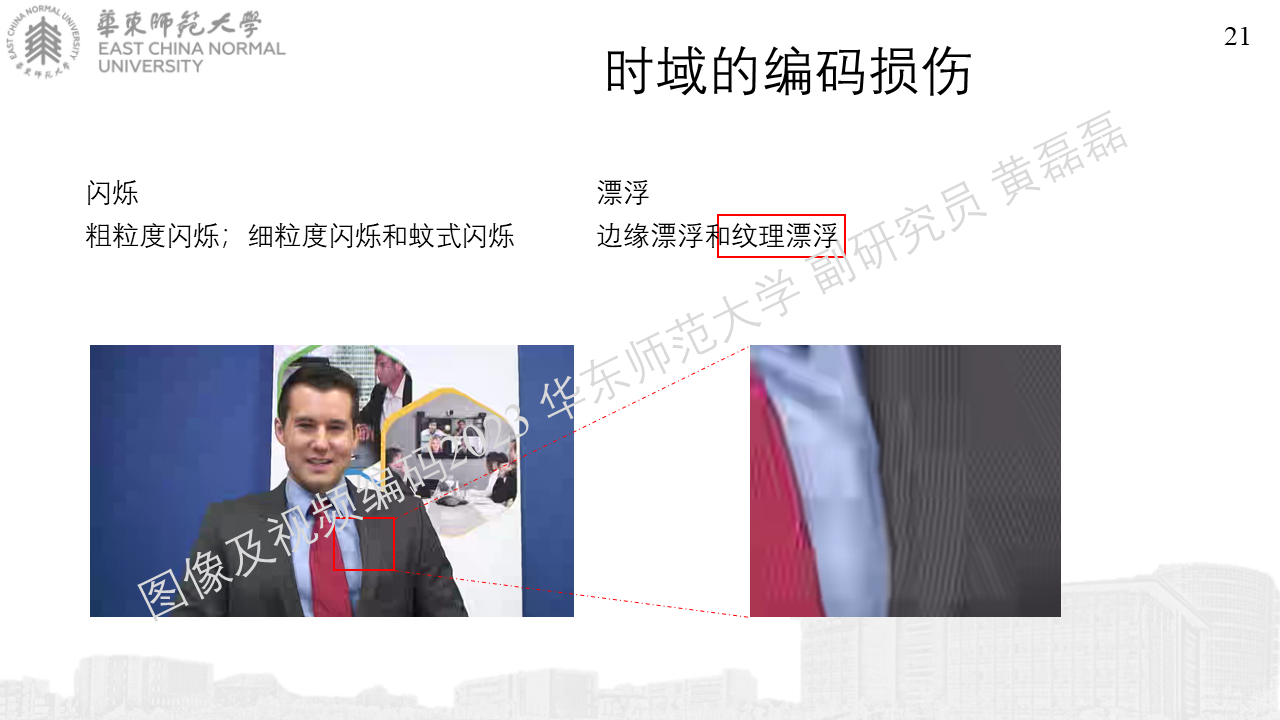 華東師範大學
EAST CHINA NORMAL
UNIVERSITY
EAST CHINA NORMAL UNIVERSITY
華東師範大學
21
时域的编码损伤
闪烁
粗粒度闪烁；细粒度闪烁和蚊式闪烁
漂浮
边缘漂浮和纹理漂浮
图像及视频编码2023 华东师范大学 副研究员 黄磊磊